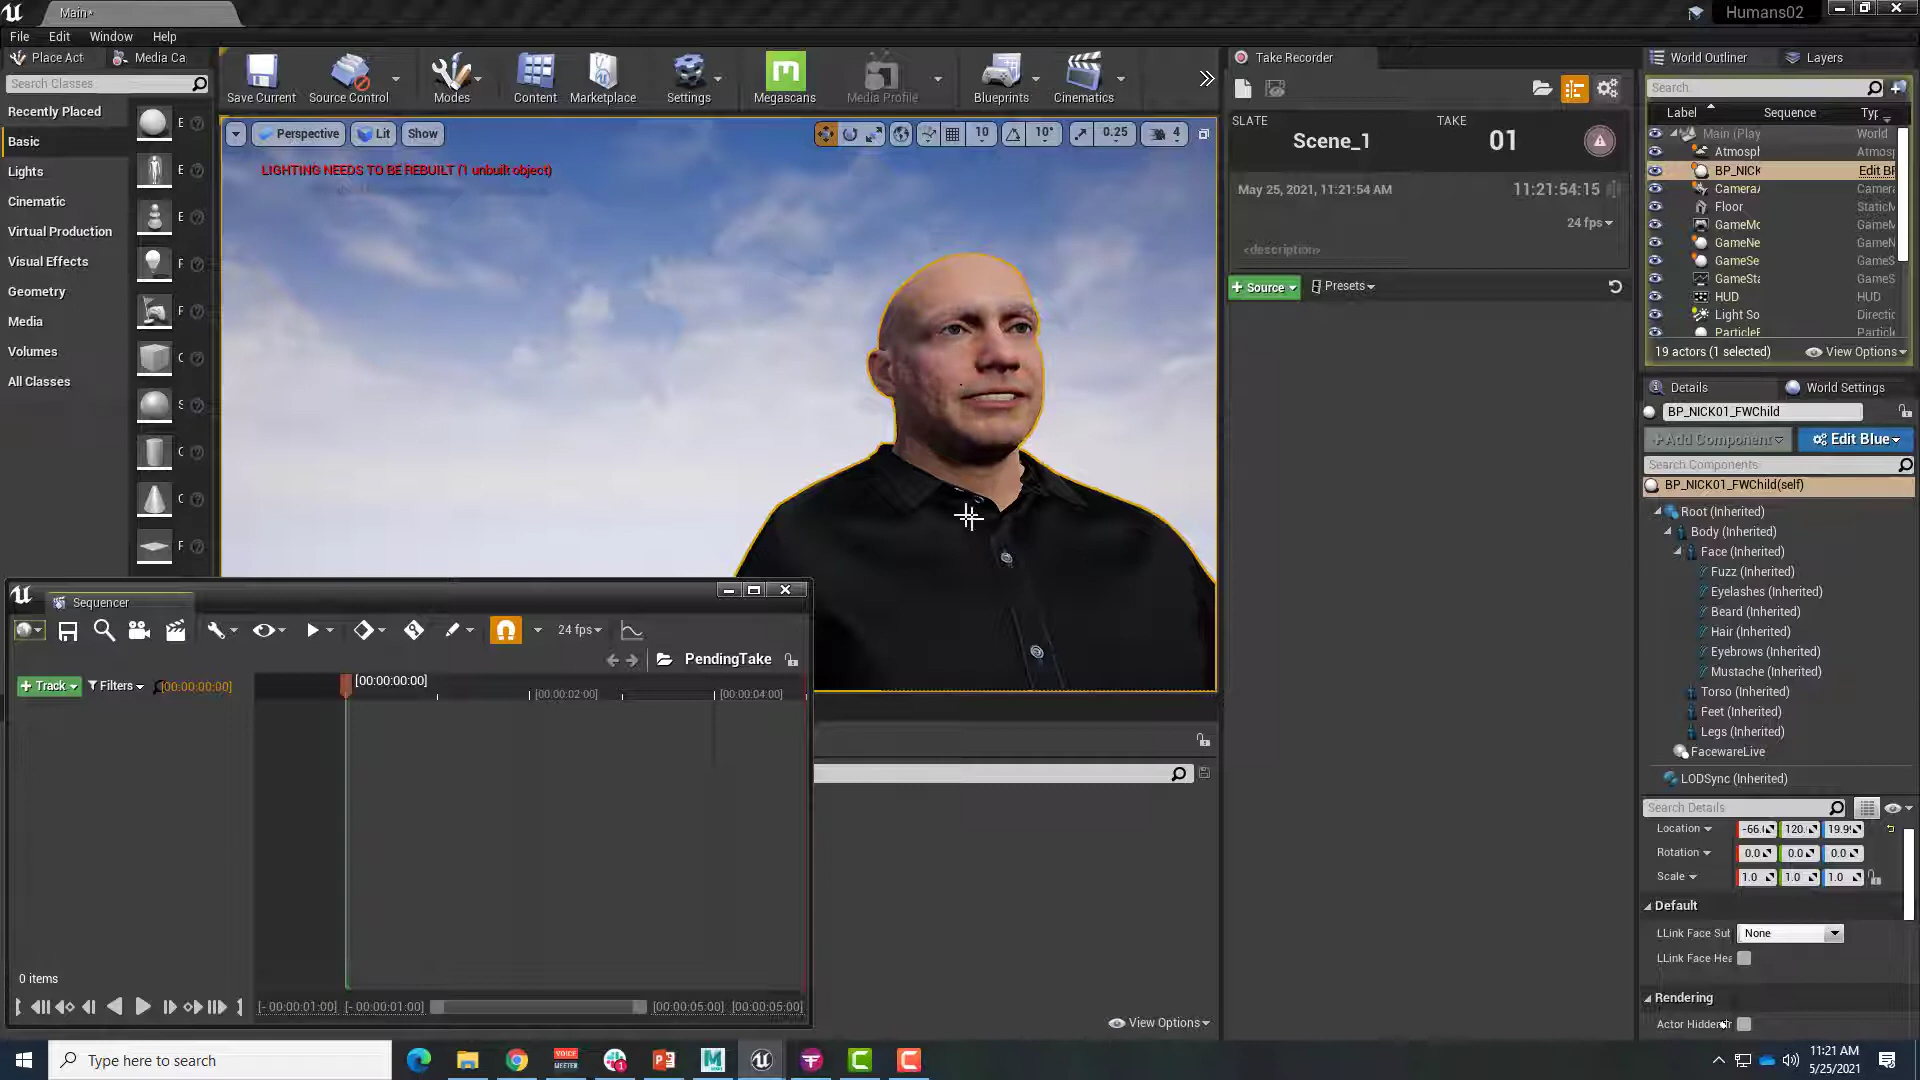 Main*
Humans02
File Edit Window Help
Place Act Media Ca
Search Classes
Recently Placed
Basic
Lights
Cinematic
Virtual Production
Visual Effects
Geometry
Media
Volumes
All Classes
E
E
E
F
F
C
S
C
C
F
Save Current Source Control Modes Content Marketplace Settings Megascans Media Profile Blueprints Cinematics
Perspective Lit Show
10 10° 0.25 4
LIGHTING NEEDS TO BE REBUILT (1 unbuilt object)
Take Recorder
SLATE TAKE
Scene_1 01
May 25, 2021, 11:21:54 AM 11:21:54:15
24 fps
<description>
+ Source Presets
World Outliner Layers
Search.
Label Sequence Typ
Main (Play World
Atmosph Atmosp
BP_NICK Edit BP
CameraA Camera
Floor StaticM
GameMo GameM
GameNe GameN
GameSe GameS
GameSta GameS
HUD HUD
Light So Directic
ParticleE Particle
19 actors (1 selected) View Options
Details World Settings
BP_NICK01_FWChild
+Add Component Edit Blue
Search Components
BP_NICK01_FWChild(self)
Root (Inherited)
Body (Inherited)
Face (Inherited)
Fuzz (Inherited)
Eyelashes (Inherited)
Beard (Inherited)
Hair (Inherited)
Eyebrows (Inherited)
Mustache (Inherited)
Torso (Inherited)
Feet (Inherited)
Legs (Inherited)
FacewareLive
LODSync (Inherited)
Search Details
Location -66.0 120. 19.99
Rotation 0.0 0.0 0.0
Scale 1.0 1.0 1.0
Default
LLink Face Sub None
LLink Face Hea
Rendering
Actor Hidden
Sequencer
24 fps
PendingTake
+ Track Filters [00:00:00:00]
[00:00:00:00]
[00:00:02:00] [00:00:04:00]
0 items
[- 00:00:01:00] [- 00:00:01:00] [00:00:05:00] [00:00:05:00]
View Options
Type here to search
VOICE MEETER
11:21 AM
5/25/2021